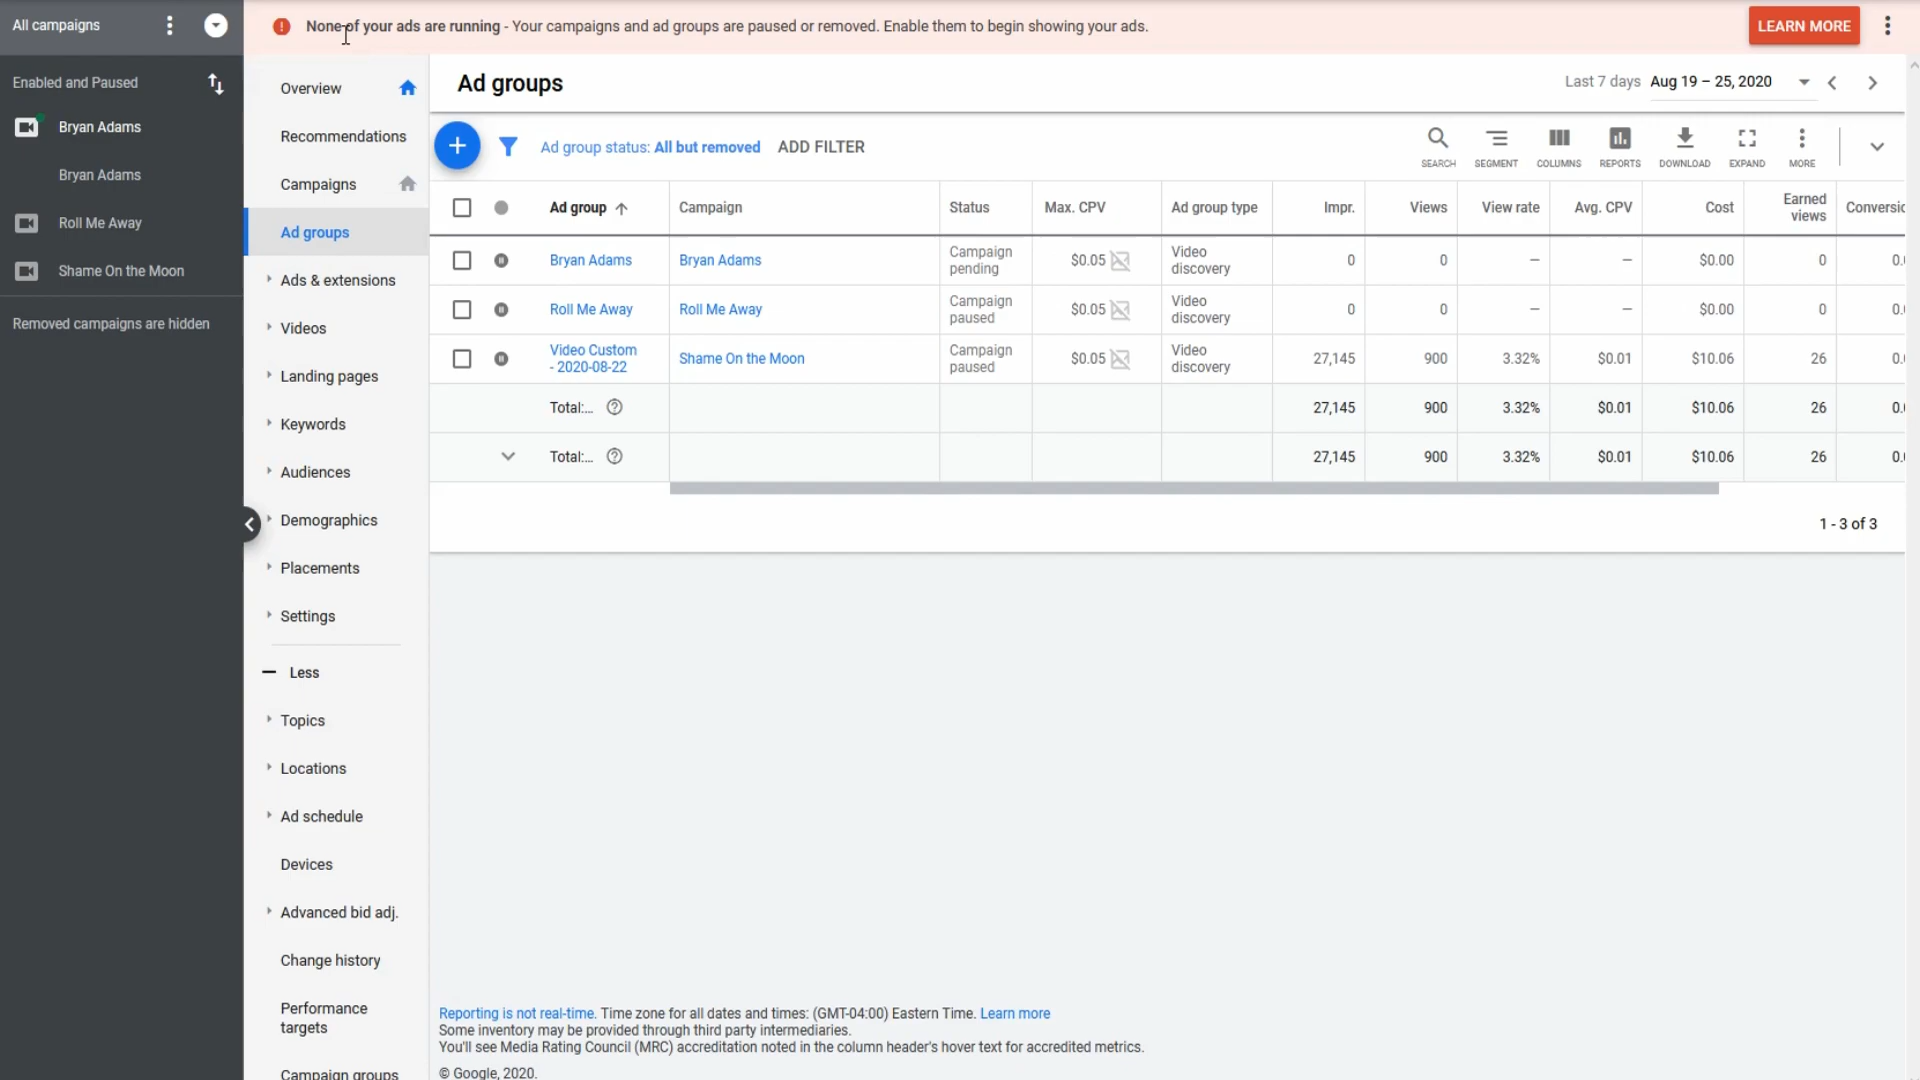 All campaigns
None of your ads are running - Your campaigns and ad groups are paused or removed. Enable them to begin showing your ads.
LEARN MORE
Enabled and Paused
Bryan Adams
Bryan Adams
Roll Me Away
Shame On the Moon
Removed campaigns are hidden
Overview
Recommendations
Campaigns
Ad groups
Ads & extensions
Videos
Landing pages
Keywords
Audiences
Demographics
Placements
Settings
Less
Topics
Locations
Ad schedule
Devices
Advanced bid adj.
Change history
Performance
targets
Campaign groups
Ad groups
Last 7 days Aug 19 – 25, 2020
Ad group status: All but removed ADD FILTER
SEARCH SEGMENT COLUMNS REPORTS DOWNLOAD EXPAND MORE
Ad group Campaign Status Max. CPV Ad group type Impr. Views View rate Avg. CPV Cost Earned views Conversic
Bryan Adams Bryan Adams Campaign pending $0.05 Video discovery 0 0 – – $0.00 0 0.
Roll Me Away Roll Me Away Campaign paused $0.05 Video discovery 0 0 – – $0.00 0 0.
Video Custom - 2020-08-22 Shame On the Moon Campaign paused $0.05 Video discovery 27,145 900 3.32% $0.01 $10.06 26 0.
Total:... 27,145 900 3.32% $0.01 $10.06 26 0.
Total:... 27,145 900 3.32% $0.01 $10.06 26 0.
1 - 3 of 3
Reporting is not real-time. Time zone for all dates and times: (GMT-04:00) Eastern Time. Learn more
Some inventory may be provided through third party intermediaries.
You'll see Media Rating Council (MRC) accreditation noted in the column header's hover text for accredited metrics.
© Google, 2020.